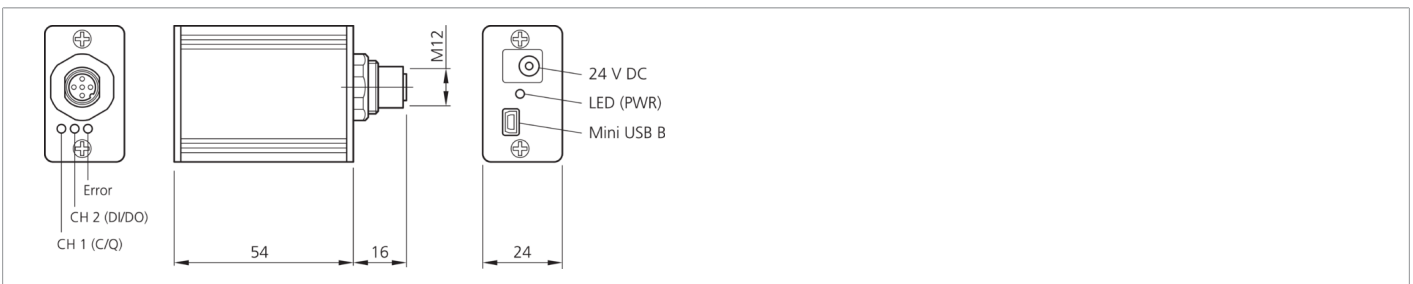 Error
CH 2 (DI/DO)
CH 1 (C/Q)
54
16
M12
24 V DC
LED (PWR)
Mini USB B
24